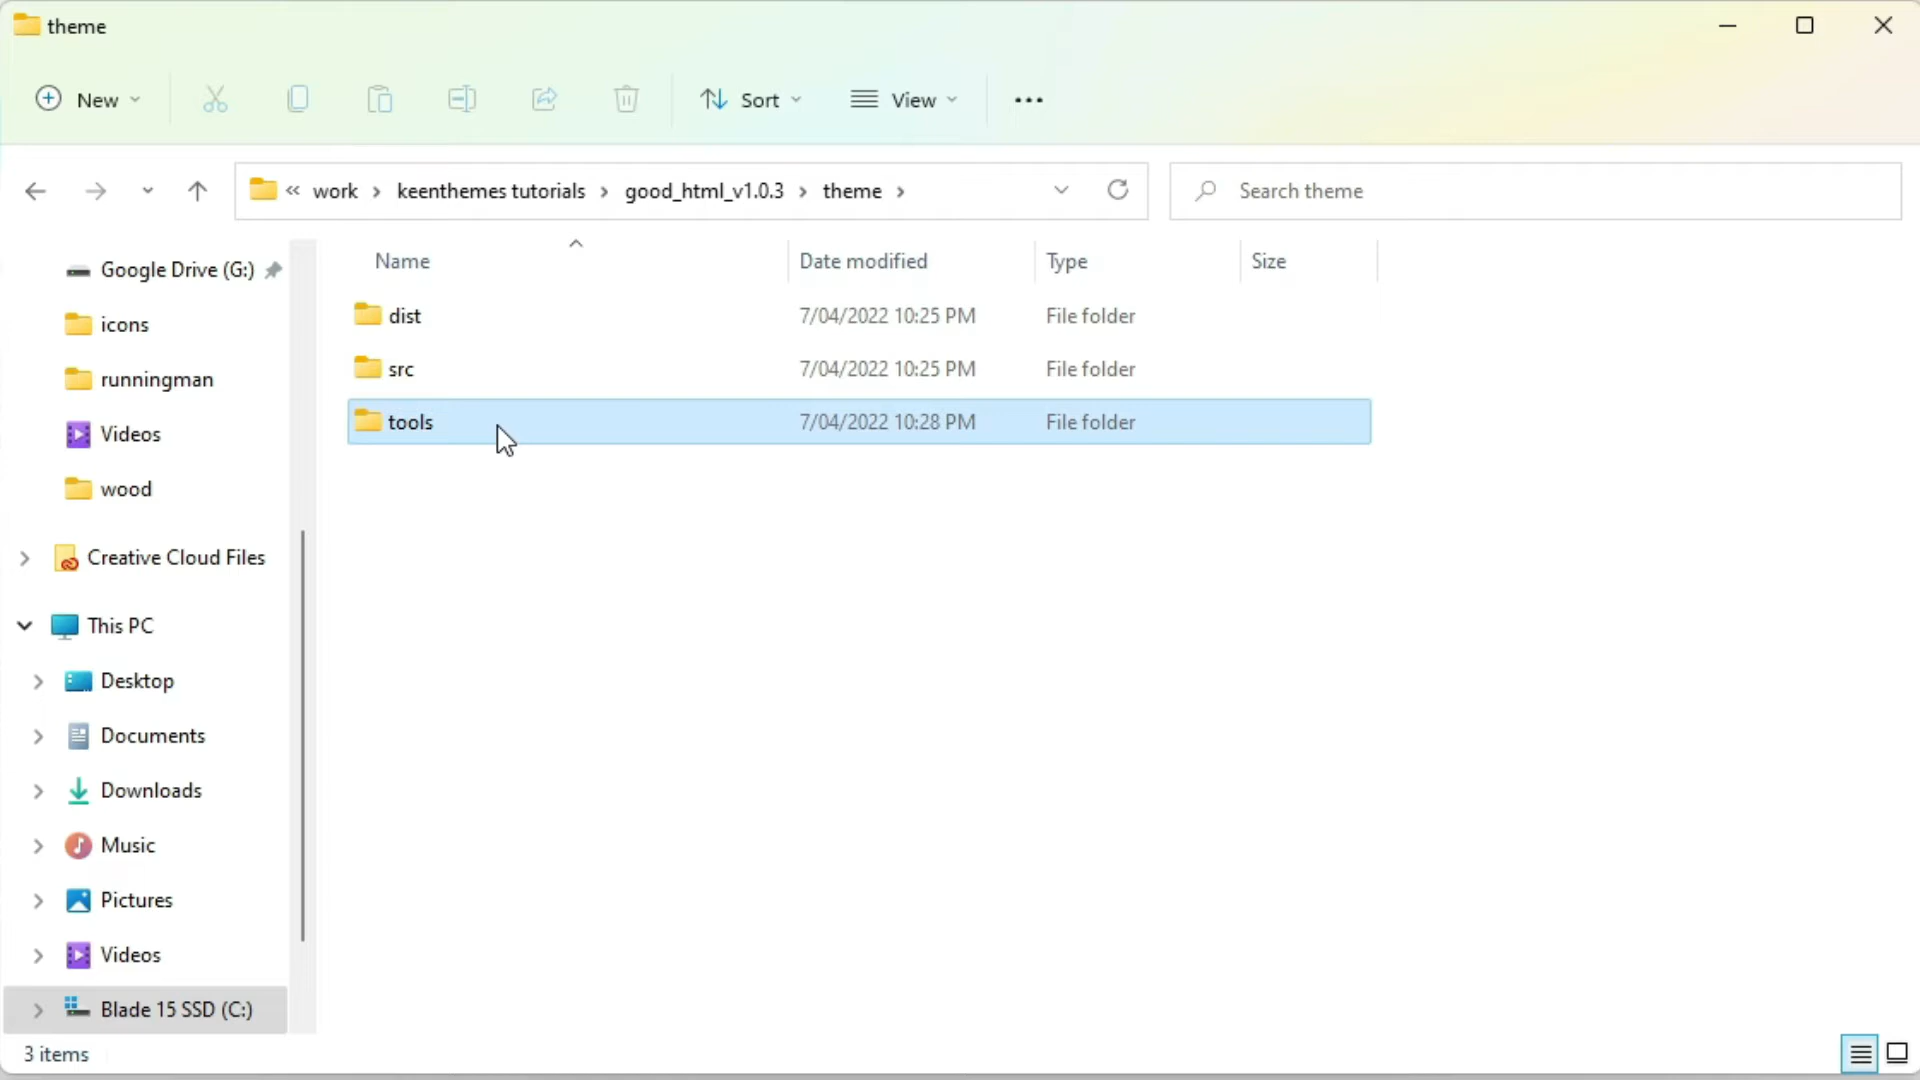 theme
New
Sort
View
« work > keenthemes tutorials > good_html_v1.0.3 > theme >
Search theme
Google Drive (G:)
icons
runningman
Videos
wood
Creative Cloud Files
This PC
Desktop
Documents
Downloads
Music
Pictures
Videos
Blade 15 SSD (C:)
Name Date modified Type Size
dist 7/04/2022 10:25 PM File folder
src 7/04/2022 10:25 PM File folder
tools 7/04/2022 10:28 PM File folder
3 items